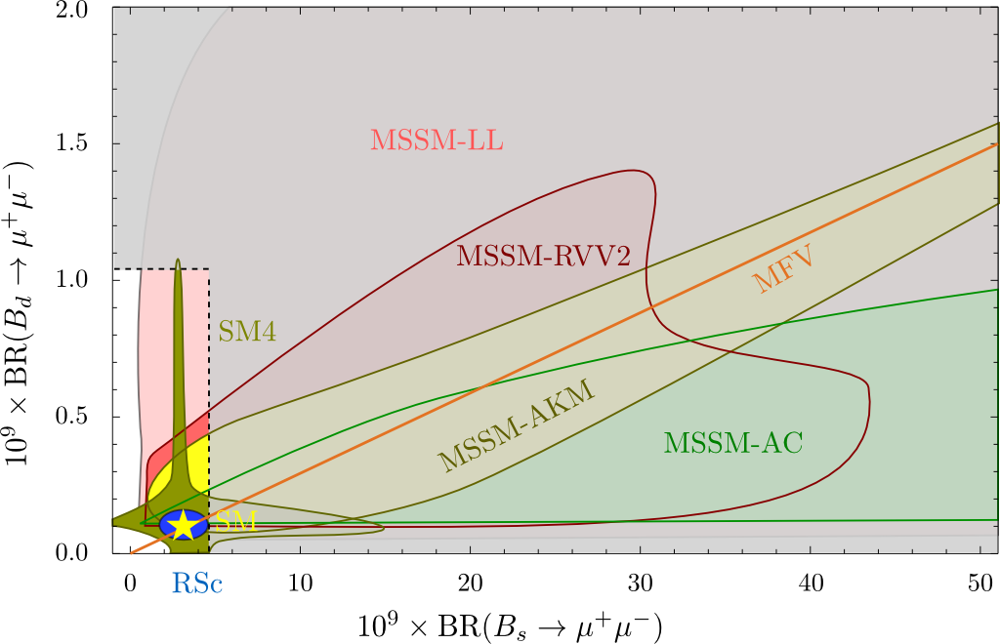 2.0
1.5
1.0
0.5
0.0
10⁹ × BR(B_d → μ⁺μ⁻)
MSSM-LL
MSSM-RVV2
MFV
SM4
MSSM-AKM
MSSM-AC
SM
0 10 20 30 40 50
RSc
10⁹ × BR(B_s → μ⁺μ⁻)